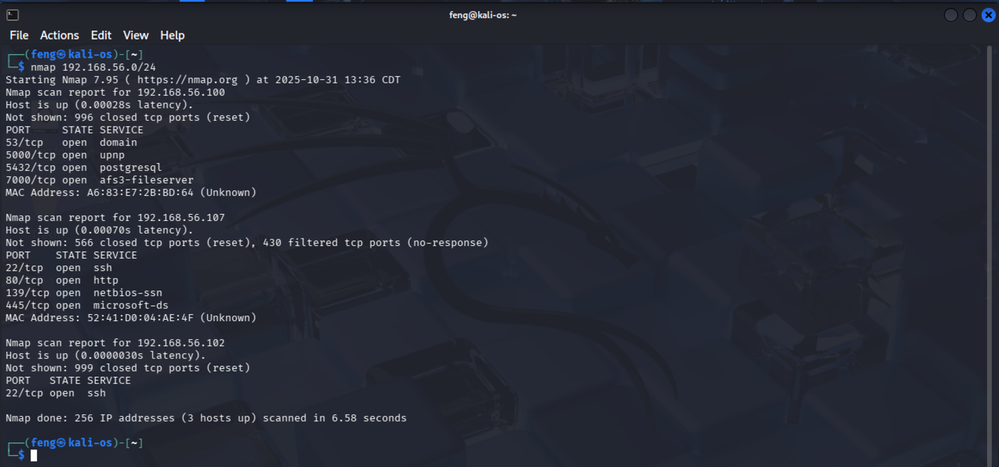 feng@kali-os: ~
File Actions Edit View Help
┌──(feng㉿kali-os)-[~]
└─$ nmap 192.168.56.0/24
Starting Nmap 7.95 ( https://nmap.org ) at 2025-10-31 13:36 CDT
Nmap scan report for 192.168.56.100
Host is up (0.00028s latency).
Not shown: 996 closed tcp ports (reset)
PORT     STATE SERVICE
53/tcp   open  domain
5000/tcp open  upnp
5432/tcp open  postgresql
7000/tcp open  afs3-fileserver
MAC Address: A6:83:E7:2B:BD:64 (Unknown)

Nmap scan report for 192.168.56.107
Host is up (0.00070s latency).
Not shown: 566 closed tcp ports (reset), 430 filtered tcp ports (no-response)
PORT    STATE SERVICE
22/tcp  open  ssh
80/tcp  open  http
139/tcp open  netbios-ssn
445/tcp open  microsoft-ds
MAC Address: 52:41:D0:04:AE:4F (Unknown)

Nmap scan report for 192.168.56.102
Host is up (0.0000030s latency).
Not shown: 999 closed tcp ports (reset)
PORT   STATE SERVICE
22/tcp open  ssh

Nmap done: 256 IP addresses (3 hosts up) scanned in 6.58 seconds

┌──(feng㉿kali-os)-[~]
└─$